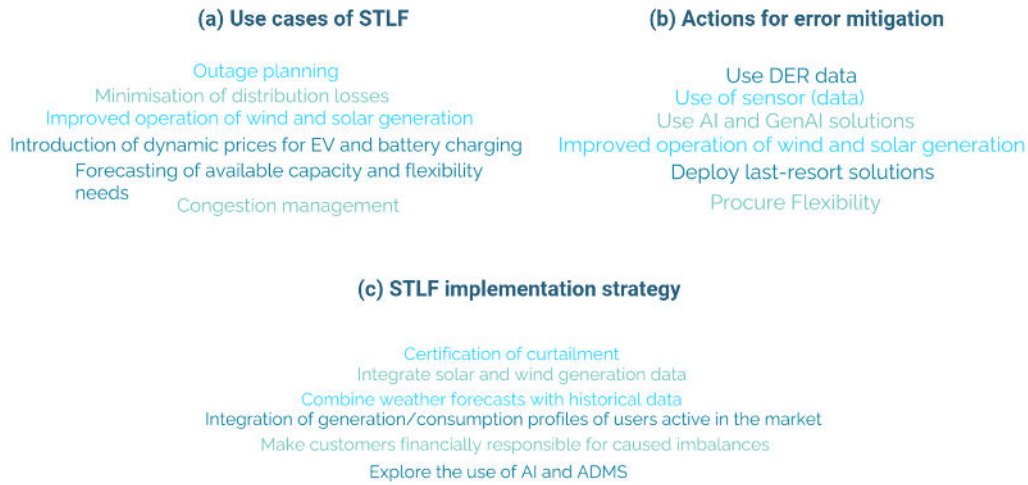 (a) Use cases of STLF
Outage planning
Minimisation of distribution losses
Improved operation of wind and solar generation
Introduction of dynamic prices for EV and battery charging
Forecasting of available capacity and flexibility
needs
Congestion management
(b) Actions for error mitigation
Use DER data
Use of sensor (data)
Use AI and GenAI solutions
Improved operation of wind and solar generation
Deploy last-resort solutions
Procure Flexibility
(c) STLF implementation strategy
Certification of curtailment
Integrate solar and wind generation data
Combine weather forecasts with historical data
Integration of generation/consumption profiles of users active in the market
Make customers financially responsible for caused imbalances
Explore the use of AI and ADMS